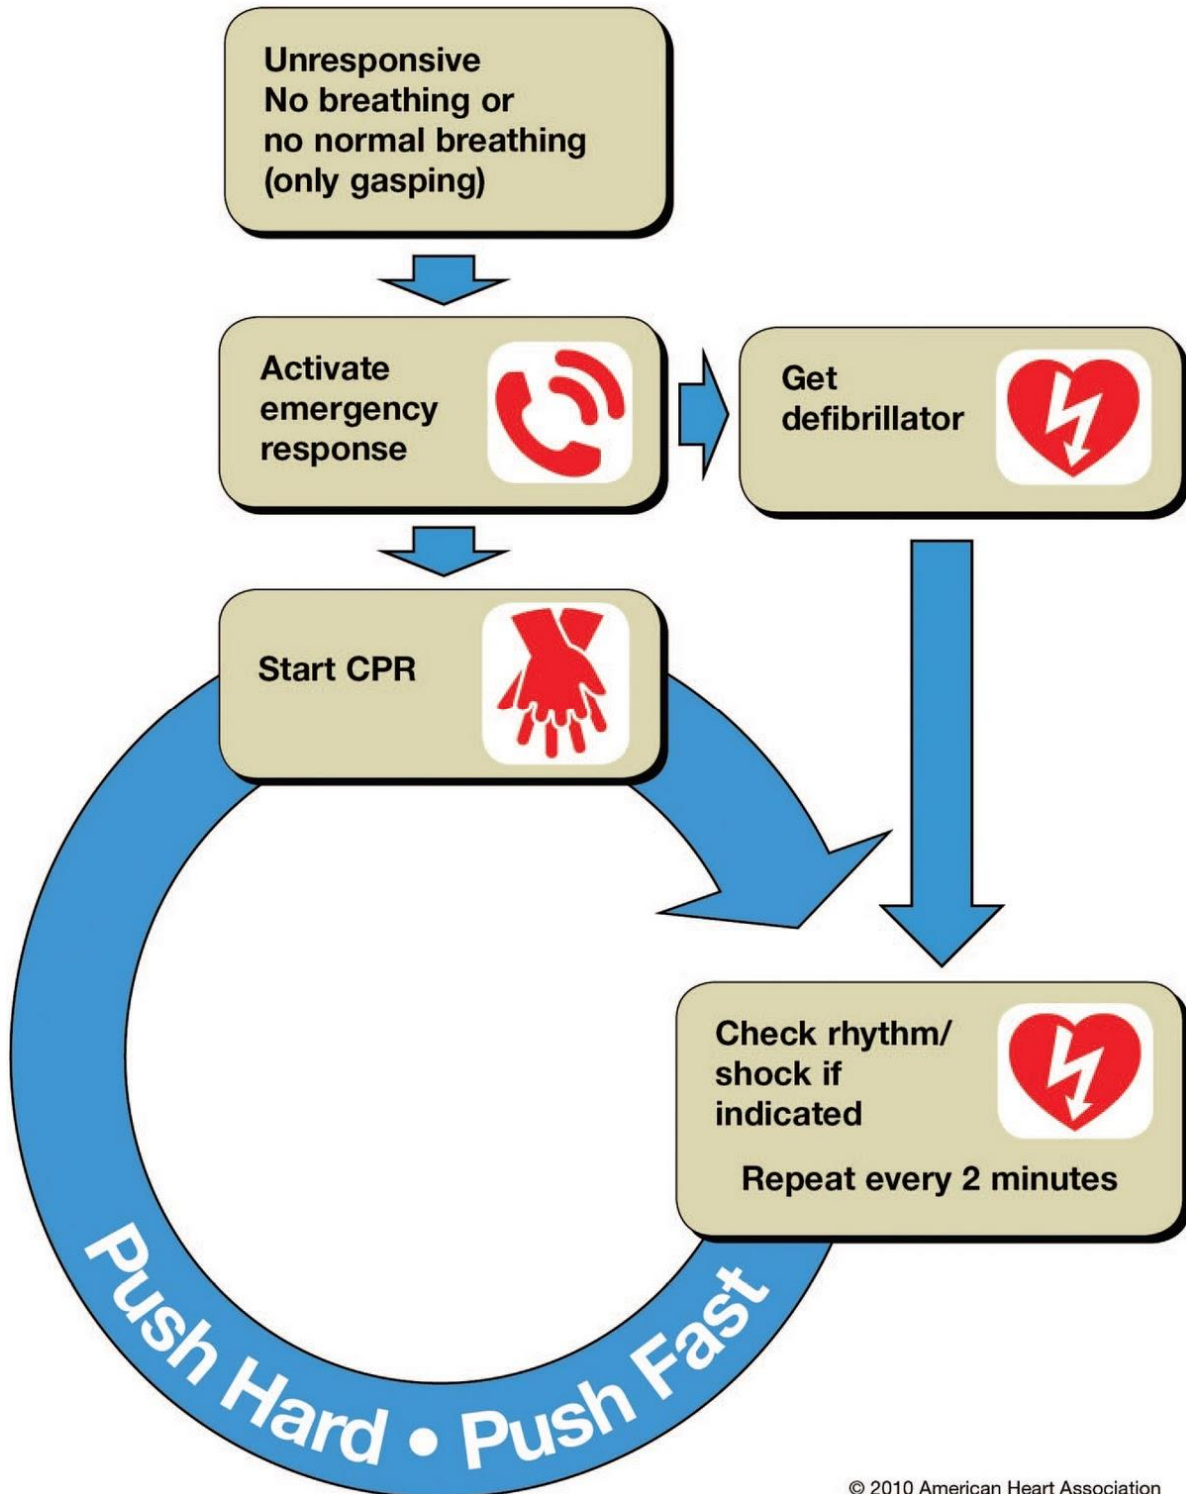 Unresponsive
No breathing or
no normal breathing
(only gasping)
Activate
emergency
response
Get
defibrillator
Start CPR
Check rhythm/
shock if
indicated
Repeat every 2 minutes
Push Hard • Push Fast
© 2010 American Heart Association